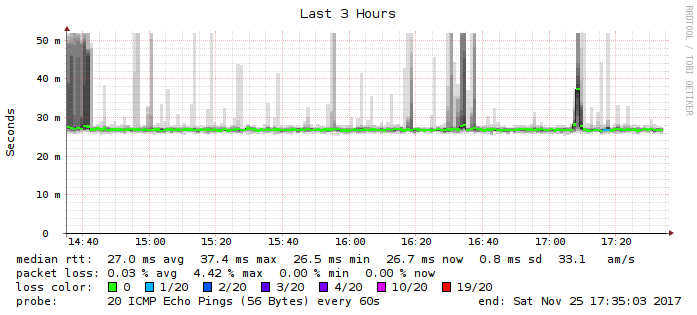 Last 3 Hours
RRDTOOL / TOBI OETIKER
Seconds
50 m
40 m
30 m
20 m
10 m
0
14:40 15:00 15:20 15:40 16:00 16:20 16:40 17:00 17:20
median rtt: 27.0 ms avg 37.4 ms max 26.5 ms min 26.7 ms now 0.8 ms sd 33.1 am/s
packet loss: 0.03 % avg 4.42 % max 0.00 % min 0.00 % now
loss color: 0 1/20 2/20 3/20 4/20 10/20 19/20
probe: 20 ICMP Echo Pings (56 Bytes) every 60s end: Sat Nov 25 17:35:03 2017